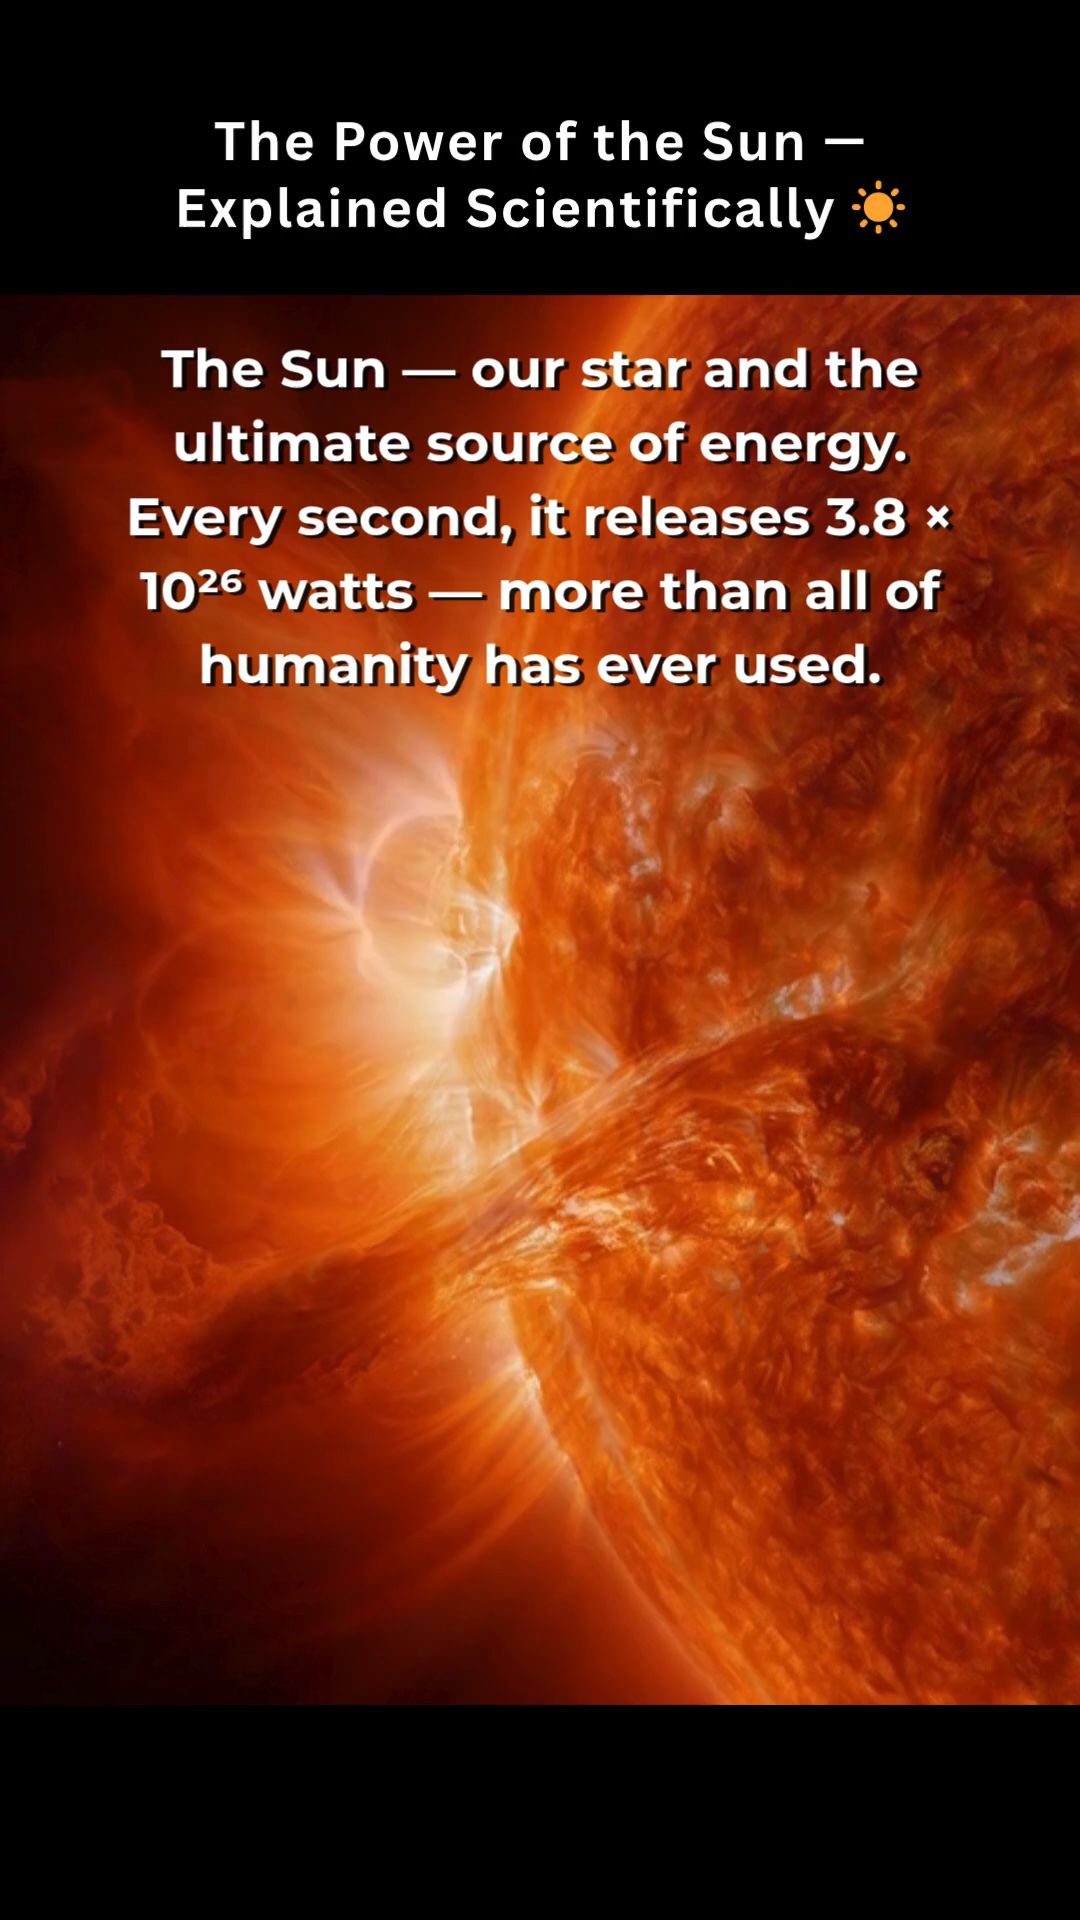 The Power of the Sun —
Explained Scientifically ☀
The Sun — our star and the
ultimate source of energy.
Every second, it releases 3.8 ×
10²⁶ watts — more than all of
humanity has ever used.